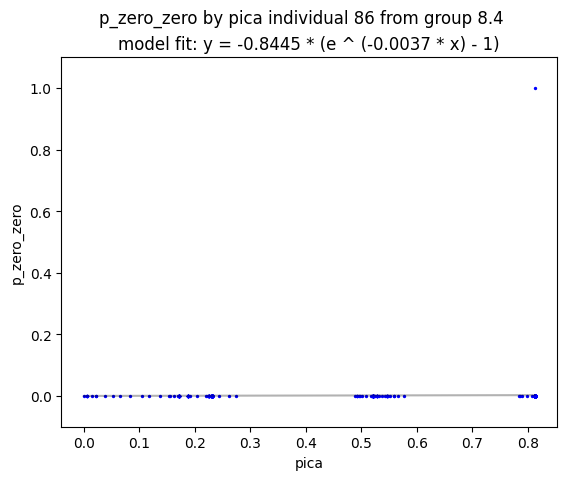 p_zero_zero by pica individual 86 from group 8.4
model fit: y = -0.8445 * (e ^ (-0.0037 * x) - 1)
1.0
0.8
0.6
0.4
0.2
0.0
p_zero_zero
0.0 0.1 0.2 0.3 0.4 0.5 0.6 0.7 0.8
pica